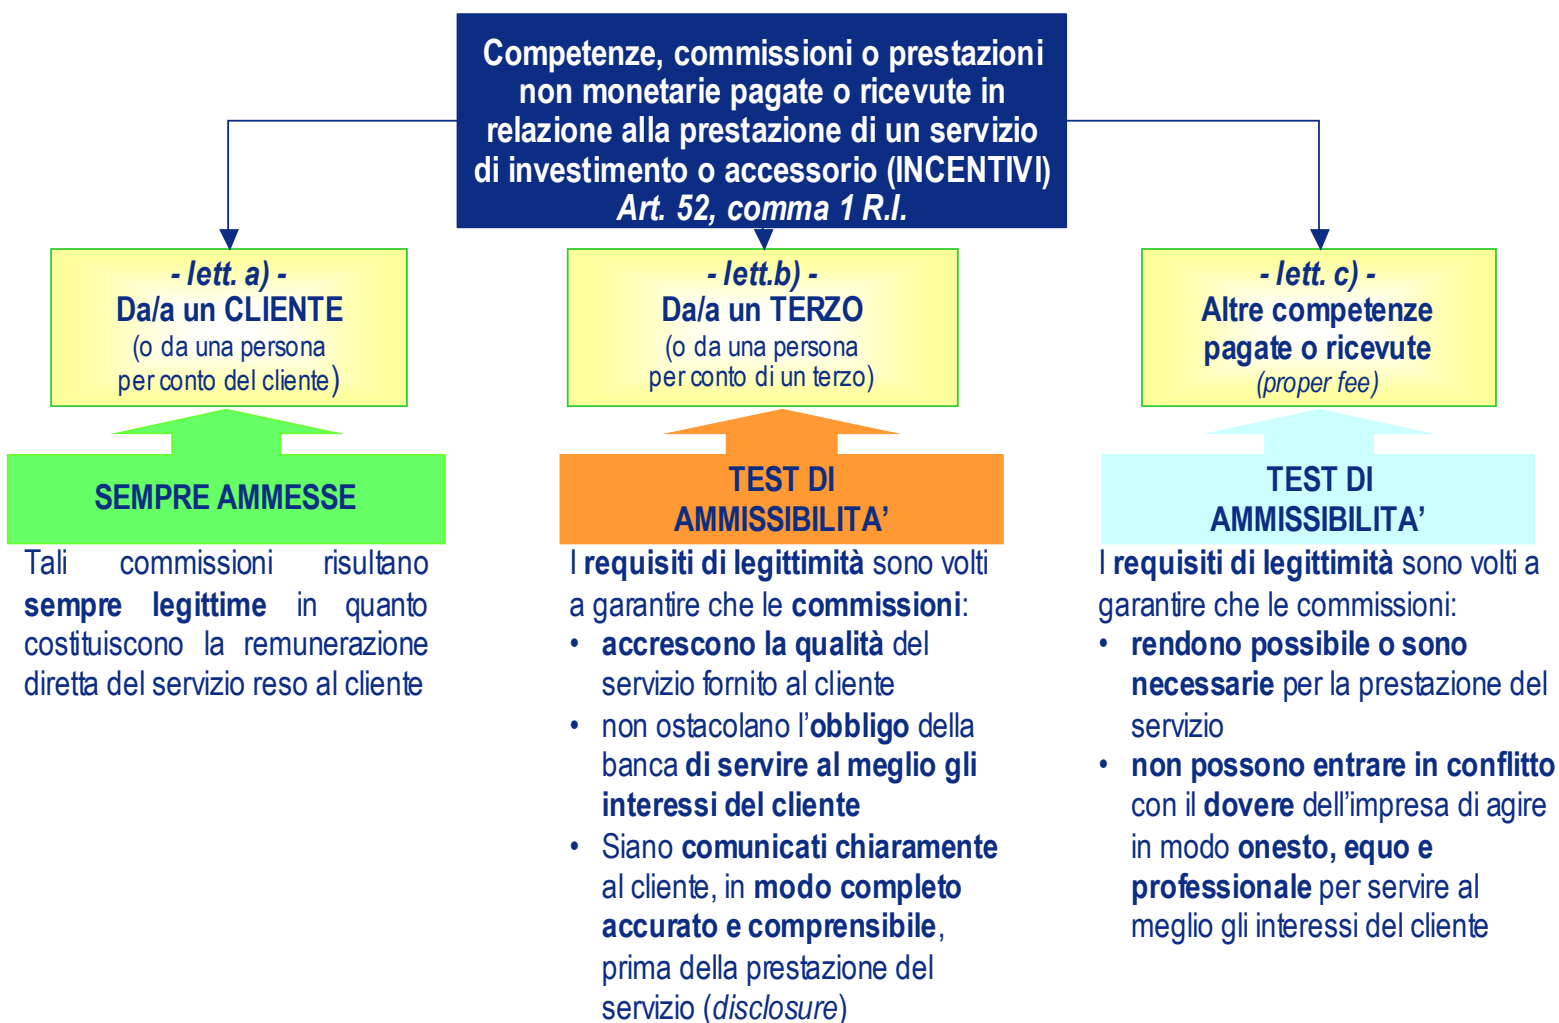 Competenze, commissioni o prestazioni
non monetarie pagate o ricevute in
relazione alla prestazione di un servizio
di investimento o accessorio (INCENTIVI)
Art. 52, comma 1 R.I.
- lett. a) -
Da/a un CLIENTE
(o da una persona
per conto del cliente)
SEMPRE AMMESSE
Tali commissioni risultano
sempre legittime in quanto
costituiscono la remunerazione
diretta del servizio reso al cliente
- lett.b) -
Da/a un TERZO
(o da una persona
per conto di un terzo)
TEST DI
AMMISSIBILITA’
I requisiti di legittimità sono volti
a garantire che le commissioni:
• accrescono la qualità del
servizio fornito al cliente
• non ostacolano l’obbligo della
banca di servire al meglio gli
interessi del cliente
• Siano comunicati chiaramente
al cliente, in modo completo
accurato e comprensibile,
prima della prestazione del
servizio (disclosure)
- lett. c) -
Altre competenze
pagate o ricevute
(proper fee)
TEST DI
AMMISSIBILITA’
I requisiti di legittimità sono volti a
garantire che le commissioni:
• rendono possibile o sono
necessarie per la prestazione del
servizio
• non possono entrare in conflitto
con il dovere dell’impresa di agire
in modo onesto, equo e
professionale per servire al
meglio gli interessi del cliente